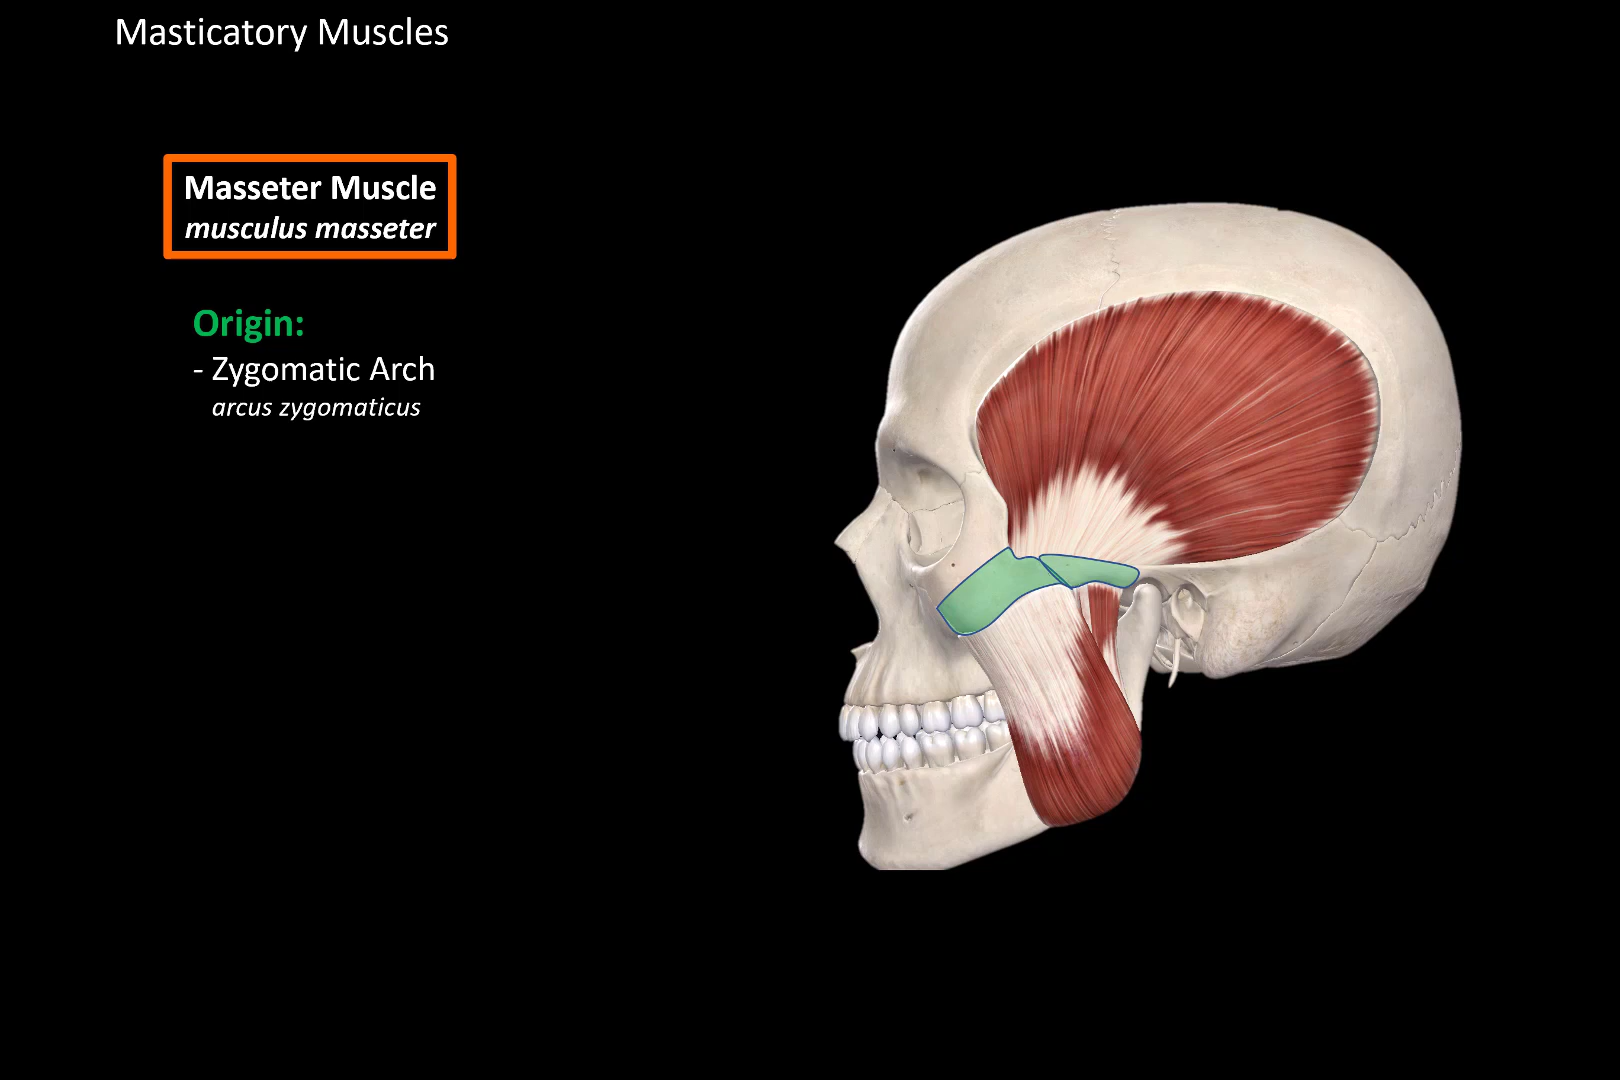 Masticatory Muscles
Masseter Muscle
musculus masseter
Origin:
- Zygomatic Arch
arcus zygomaticus